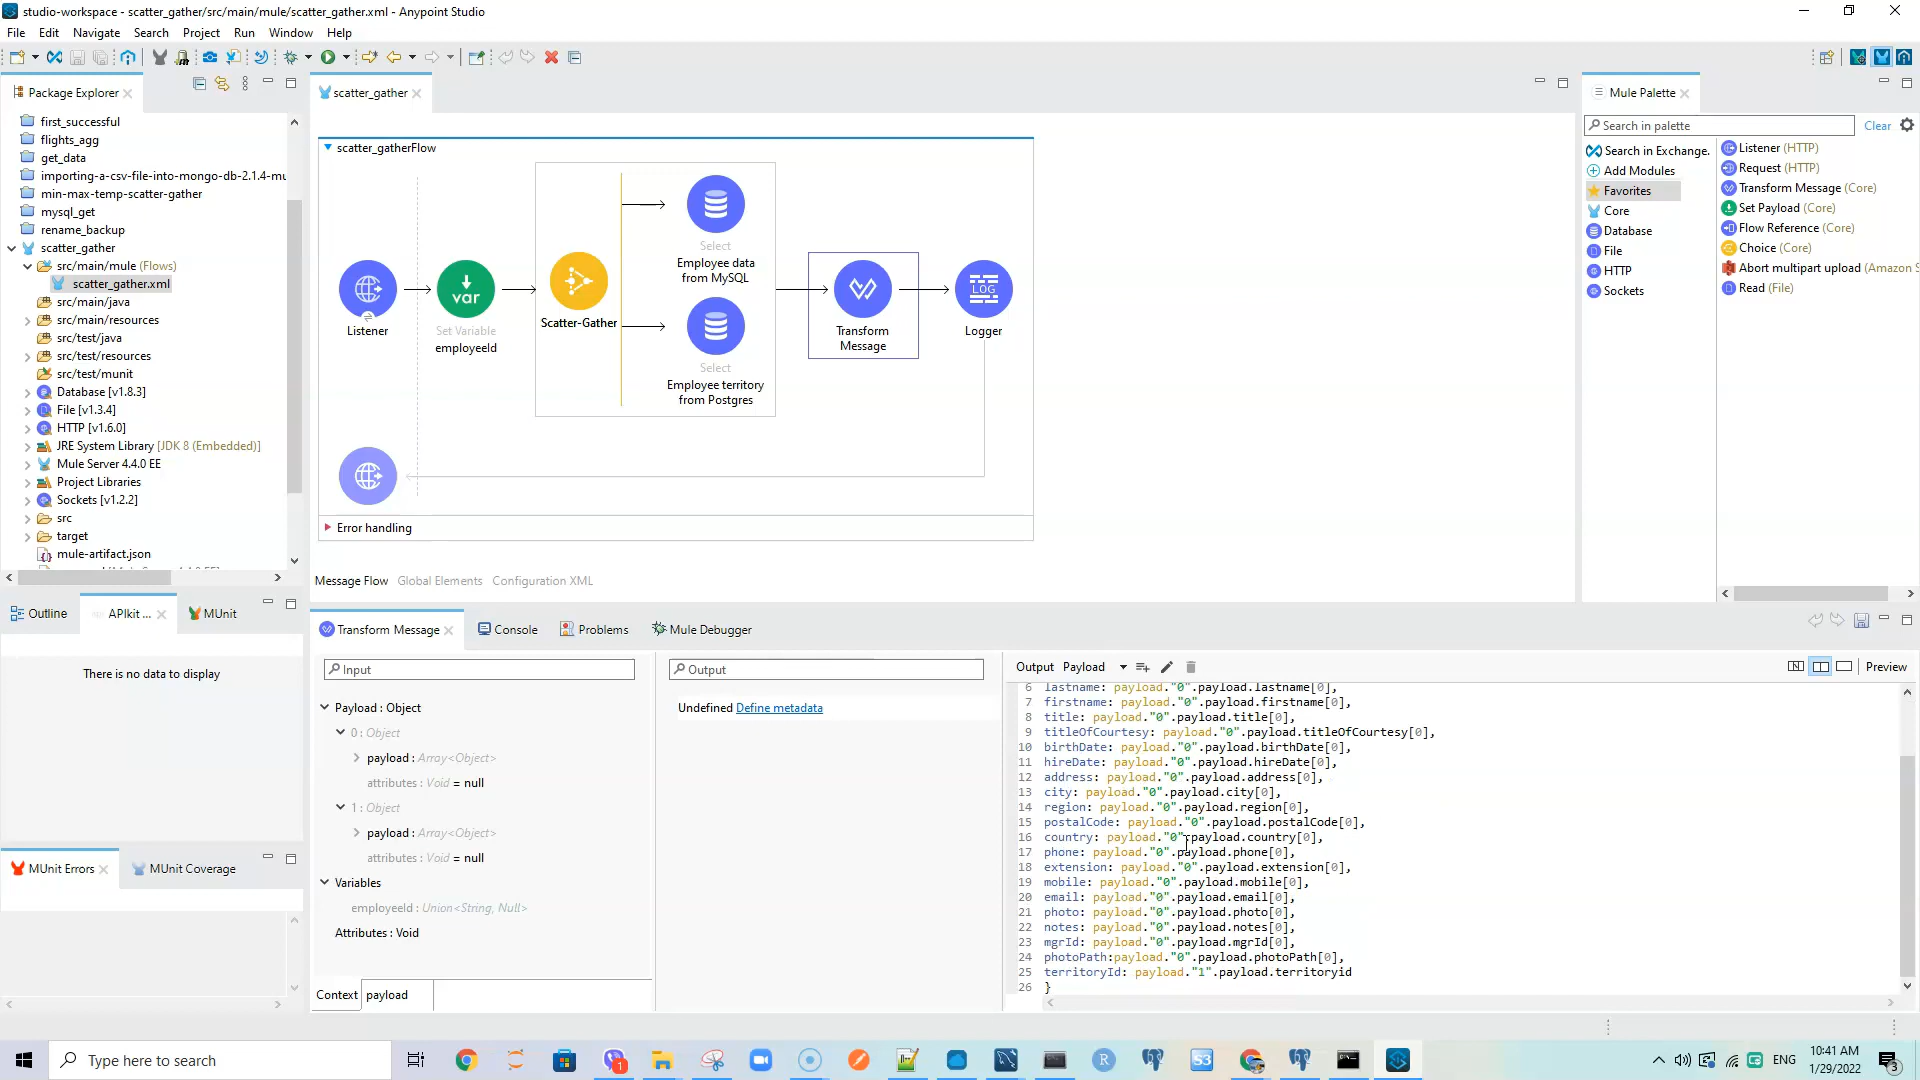 studio-workspace - scatter_gather/src/main/mule/scatter_gather.xml - Anypoint Studio
File Edit Navigate Search Project Run Window Help
Package Explorer
first_successful
flights_agg
get_data
importing-a-csv-file-into-mongo-db-2.1.4-mu
min-max-temp-scatter-gather
mysql_get
rename_backup
scatter_gather
src/main/mule (Flows)
scatter_gather.xml
src/main/java
src/main/resources
src/test/java
src/test/resources
src/test/munit
Database [v1.8.3]
File [v1.3.4]
HTTP [v1.6.0]
JRE System Library [JDK 8 (Embedded)]
Mule Server 4.4.0 EE
Project Libraries
Sockets [v1.2.2]
src
target
mule-artifact.json
Outline
APIkit ...
MUnit
There is no data to display
MUnit Errors
MUnit Coverage
scatter_gather
scatter_gatherFlow
Listener
var
Set Variable
employeeId
Scatter-Gather
Select
Employee data
from MySQL
Select
Employee territory
from Postgres
Transform
Message
LOG
Logger
Error handling
Message Flow Global Elements Configuration XML
Mule Palette
Search in palette
Clear
Search in Exchange.
Add Modules
Favorites
Core
Database
File
HTTP
Sockets
Listener (HTTP)
Request (HTTP)
Transform Message (Core)
Set Payload (Core)
Flow Reference (Core)
Choice (Core)
Abort multipart upload (Amazon S
Read (File)
Transform Message
Console
Problems
Mule Debugger
Input
Payload : Object
0 : Object
payload : Array<Object>
attributes : Void = null
1 : Object
payload : Array<Object>
attributes : Void = null
Variables
employeeId : Union<String, Null>
Attributes : Void
Context payload
Output
Undefined Define metadata
Output Payload
Preview
6 lastname: payload."0".payload.lastname[0],
7 firstname: payload."0".payload.firstname[0],
8 title: payload."0".payload.title[0],
9 titleOfCourtesy: payload."0".payload.titleOfCourtesy[0],
10 birthDate: payload."0".payload.birthDate[0],
11 hireDate: payload."0".payload.hireDate[0],
12 address: payload."0".payload.address[0],
13 city: payload."0".payload.city[0],
14 region: payload."0".payload.region[0],
15 postalCode: payload."0".payload.postalCode[0],
16 country: payload."0".payload.country[0],
17 phone: payload."0".payload.phone[0],
18 extension: payload."0".payload.extension[0],
19 mobile: payload."0".payload.mobile[0],
20 email: payload."0".payload.email[0],
21 photo: payload."0".payload.photo[0],
22 notes: payload."0".payload.notes[0],
23 mgrId: payload."0".payload.mgrId[0],
24 photoPath:payload."0".payload.photoPath[0],
25 territoryId: payload."1".payload.territoryid
26 }
Type here to search
1
R
S3
ENG
10:41 AM
1/29/2022
3